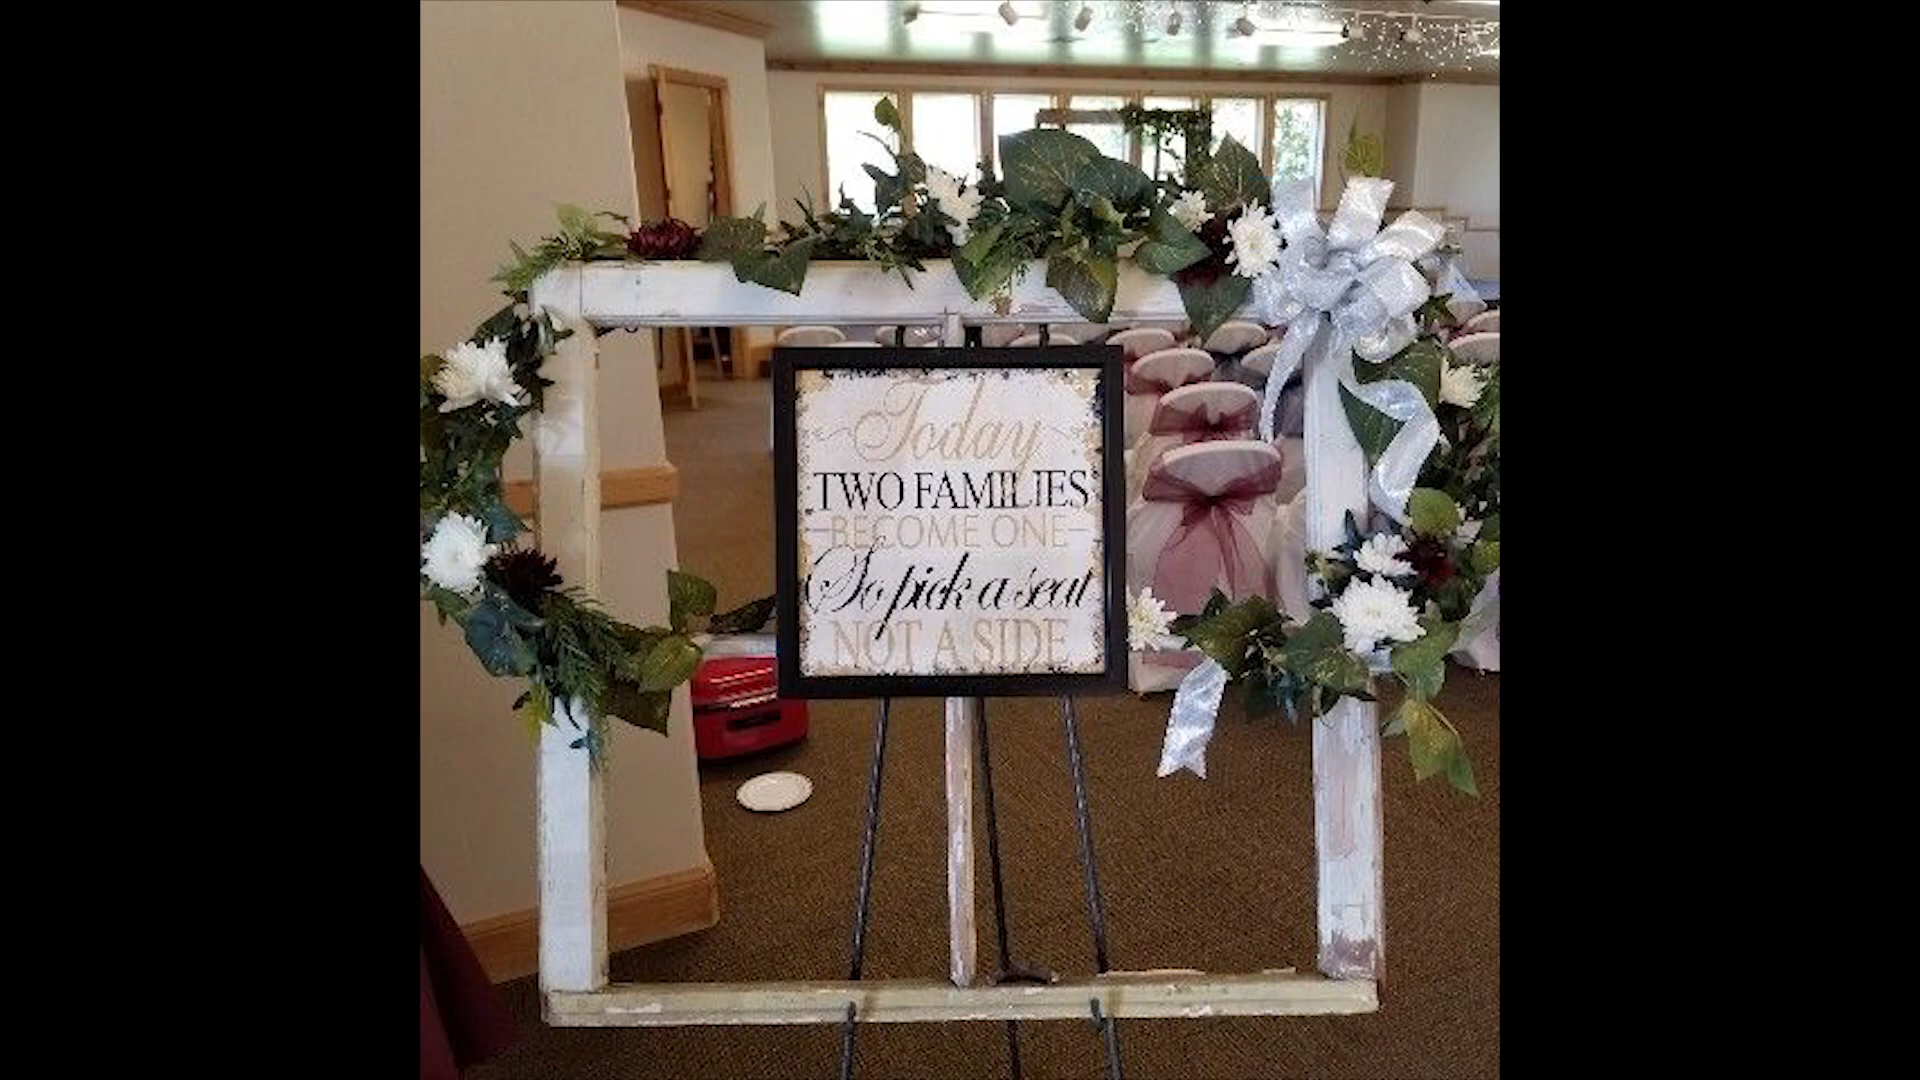 Today
TWO FAMILIES
BECOME ONE
So pick a seat
NOT A SIDE